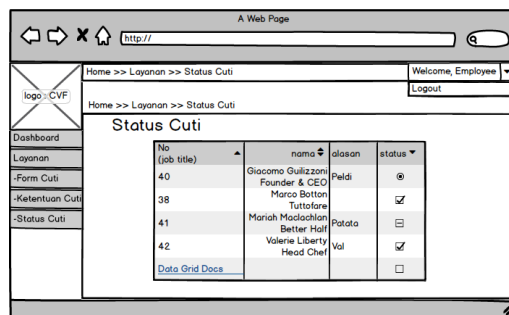 A Web Page
http://
Home >> Layanan >> Status Cuti
Welcome, Employee
logo : CVF
Logout
Home >> Layanan >> Status Cuti
Status Cuti
Dashboard
Layanan
-Form Cuti
-Ketentuan Cuti
-Status Cuti
No
(job title)
nama
alasan
status
40
Giacomo Guilizzoni
Founder & CEO
Peldi
38
Marco Botton
Tuttofare
41
Mariah Maclachlan
Better Half
Patata
42
Valerie Liberty
Head Chef
Val
Data Grid Docs